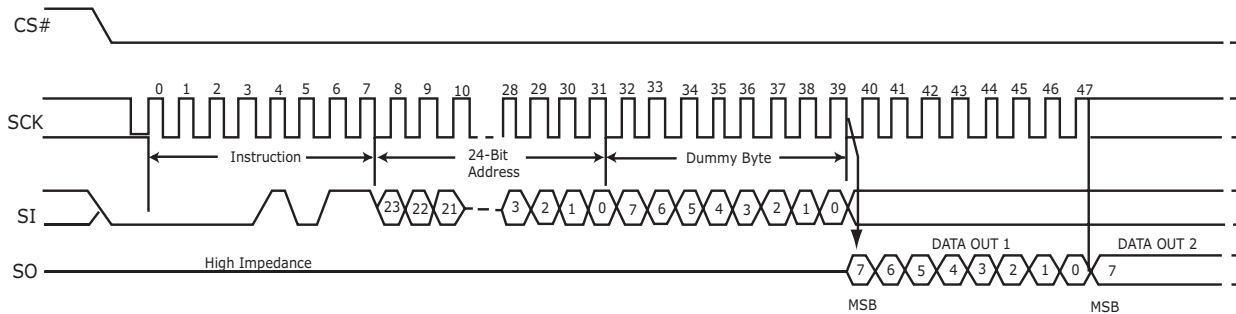 CS#
0 1 2 3 4 5 6 7 8 9 10 28 29 30 31 32 33 34 35 36 37 38 39 40 41 42 43 44 45 46 47
SCK
Instruction 24-Bit Address Dummy Byte
SI 23 22 21 3 2 1 0 7 6 5 4 3 2 1 0
DATA OUT 1 DATA OUT 2
High Impedance
SO 7 6 5 4 3 2 1 0 7
MSB MSB